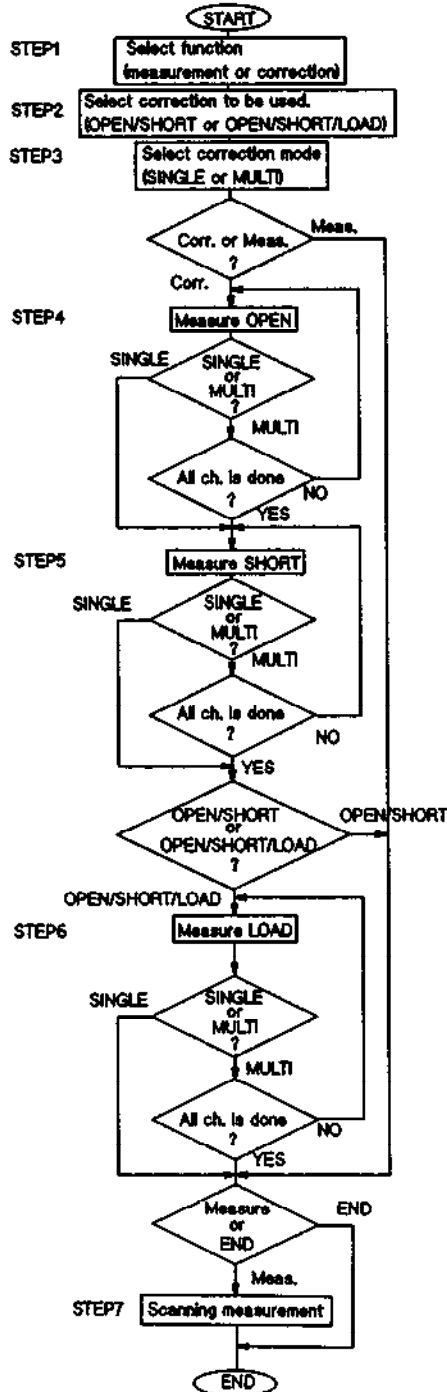 START
STEP1
Select function
(measurement or correction)
STEP2
Select correction to be used.
(OPEN/SHORT or OPEN/SHORT/LOAD)
STEP3
Select correction mode
(SINGLE or MULTI)
Corr. or Meas.
?
Meas.
Corr.
STEP4
Measure OPEN
SINGLE
SINGLE
or
MULTI
?
MULTI
All ch. is done
?
NO
YES
STEP5
Measure SHORT
SINGLE
SINGLE
or
MULTI
?
MULTI
All ch. is done
?
NO
YES
OPEN/SHORT
or
OPEN/SHORT/LOAD
?
OPEN/SHORT
OPEN/SHORT/LOAD
STEP6
Measure LOAD
SINGLE
SINGLE
or
MULTI
?
MULTI
All ch. is done
?
NO
YES
Measure
or
END
END
Meas.
STEP7
Scanning measurement
END